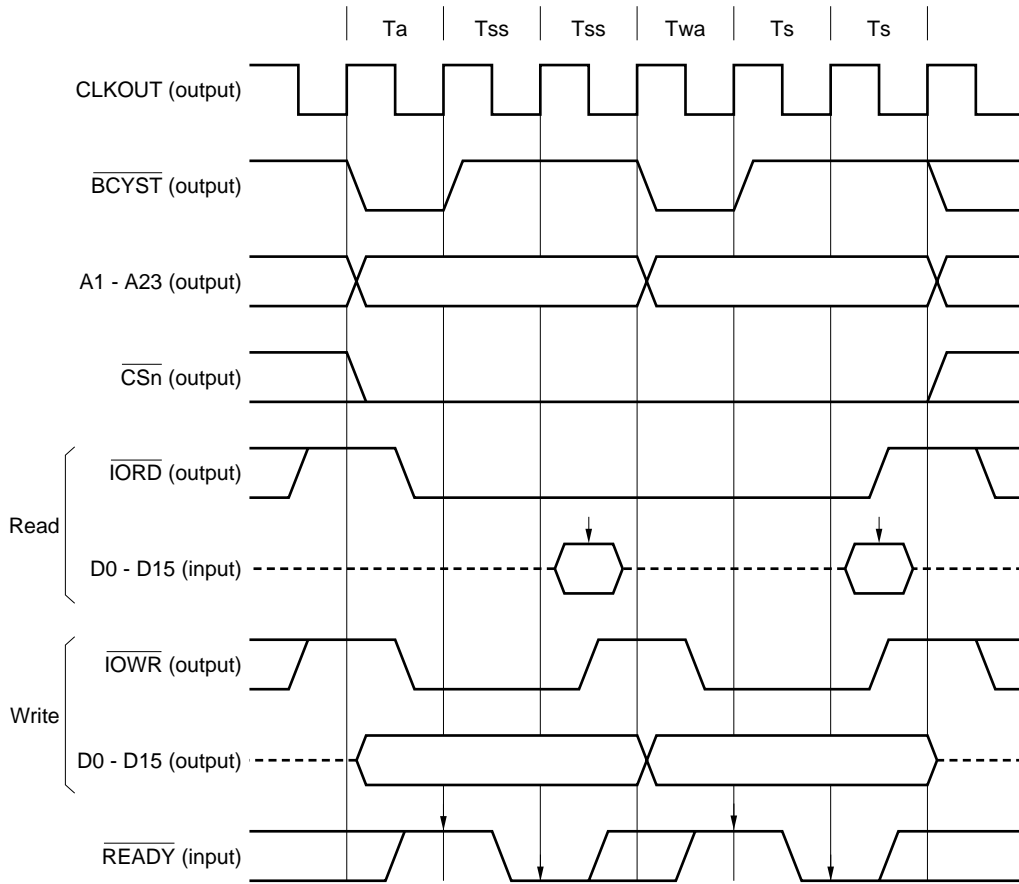 Ta Tss Tss Twa Ts Ts
CLKOUT (output)
BCYST (output)
A1 - A23 (output)
CSn (output)
IORD (output)
Read
D0 - D15 (input)
IOWR (output)
Write
D0 - D15 (output)
READY (input)